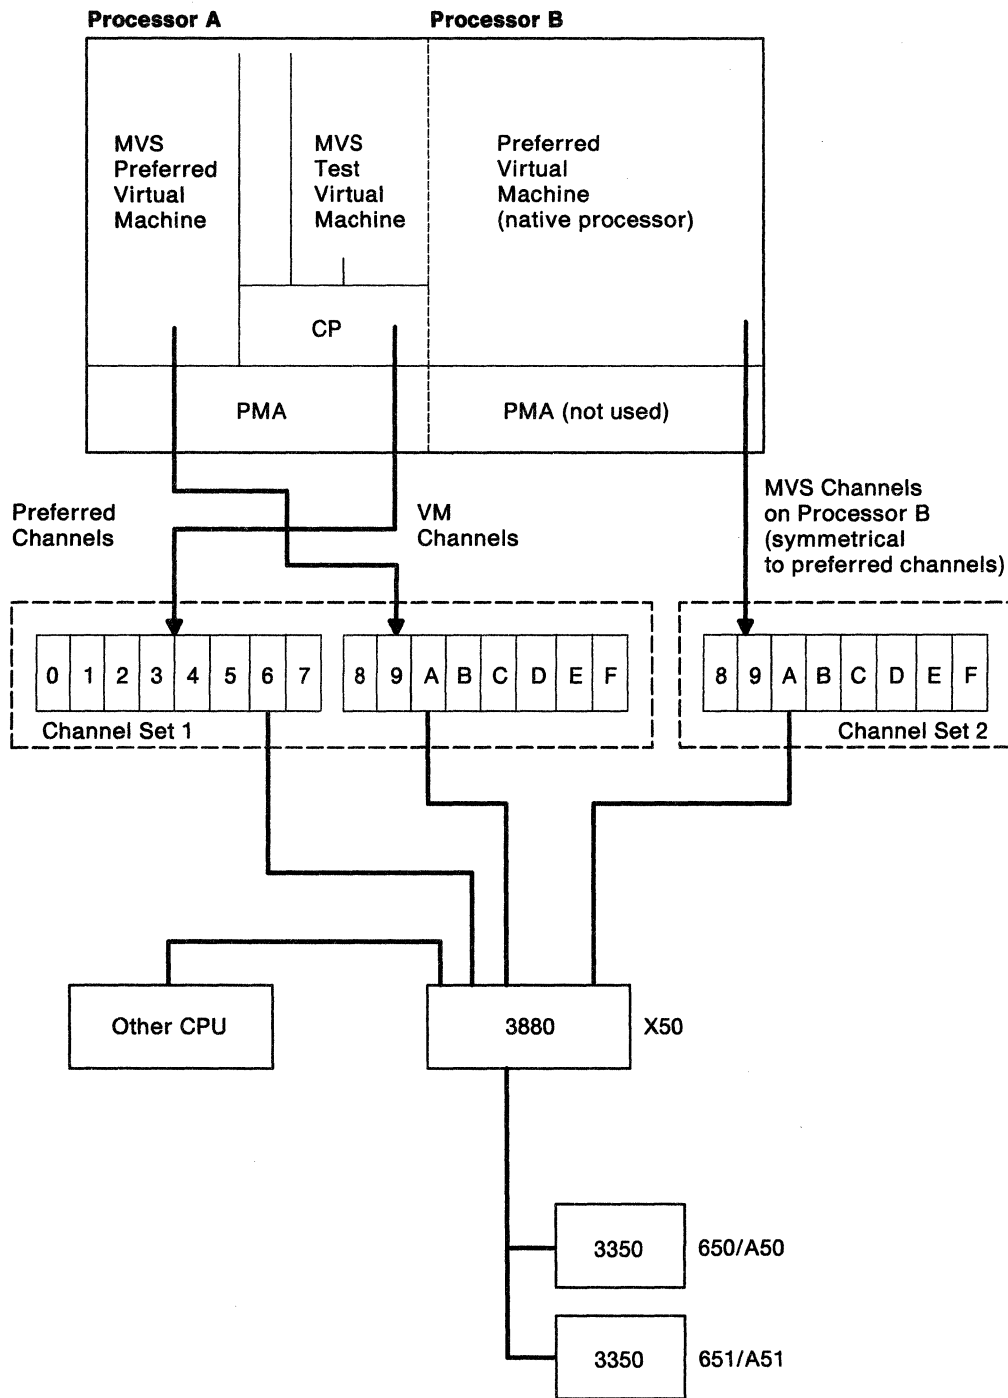 Processor A
Processor B
MVS
Preferred
Virtual
Machine
MVS
Test
Virtual
Machine
Preferred
Virtual
Machine
(native processor)
CP
PMA
PMA (not used)
Preferred
Channels
VM
Channels
MVS Channels
on Processor B
(symmetrical
to preferred channels)
0 1 2 3 4 5 6 7
8 9 A B C D E F
8 9 A B C D E F
Channel Set 1
Channel Set 2
Other CPU
3880
X50
3350
650/A50
3350
651/A51